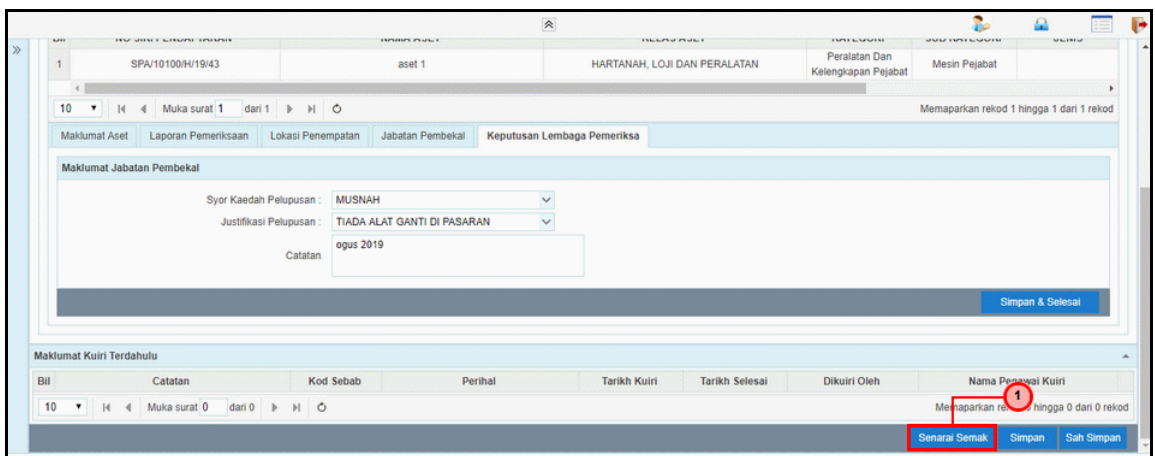 1 SPA/10100/H/19/43 aset 1 HARTANAH, LOJI DAN PERALATAN Peralatan Dan Kelengkapan Pejabat Mesin Pejabat
10 Muka surat 1 dari 1 Memaparkan rekod 1 hingga 1 dari 1 rekod
Maklumat Aset Laporan Pemeriksaan Lokasi Penempatan Jabatan Pembekal Keputusan Lembaga Pemeriksa
Maklumat Jabatan Pembekal
Syor Kaedah Pelupusan : MUSNAH
Justifikasi Pelupusan : TIADA ALAT GANTI DI PASARAN
ogus 2019
Catatan
Simpan & Selesai
Maklumat Kuiri Terdahulu
Bil Catatan Kod Sebab Perihal Tarikh Kuiri Tarikh Selesai Dikuiri Oleh Nama Pegawai Kuiri
1
10 Muka surat 0 dari 0 Memaparkan hingga 0 dari 0 rekod
Senarai Semak Simpan Sah Simpan